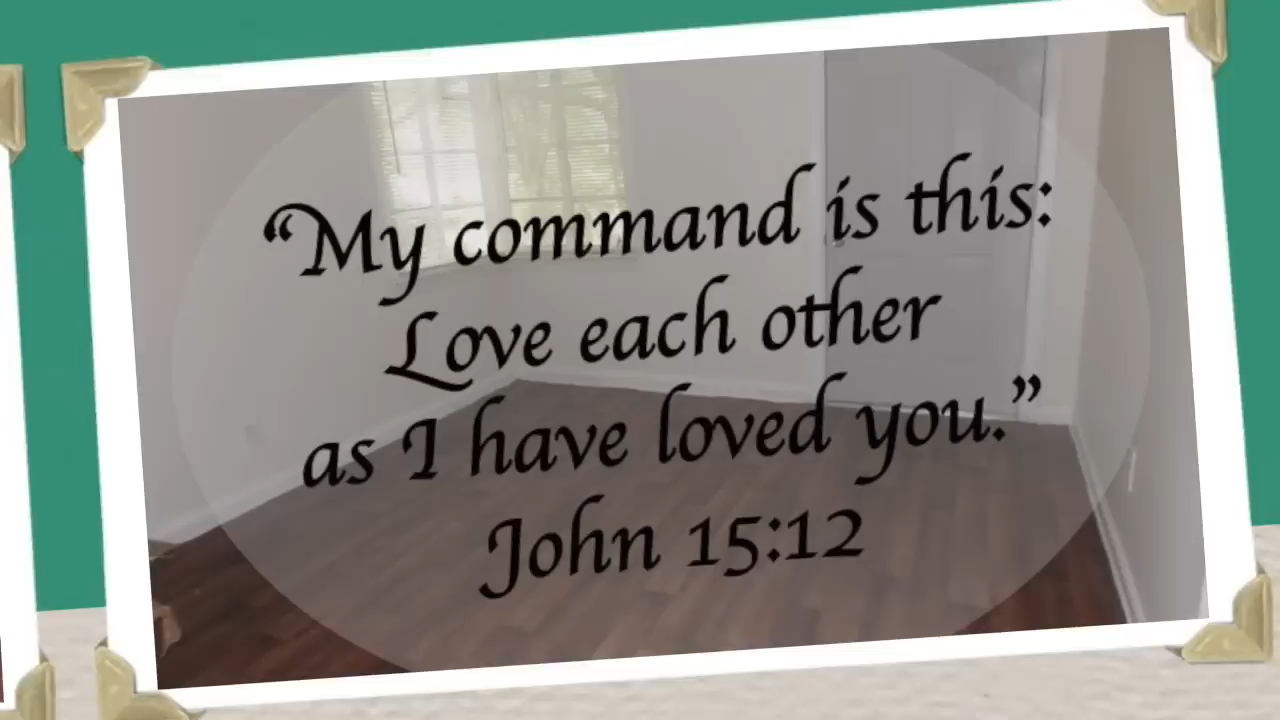 “My command is this:
Love each other
as I have loved you.”
John 15:12